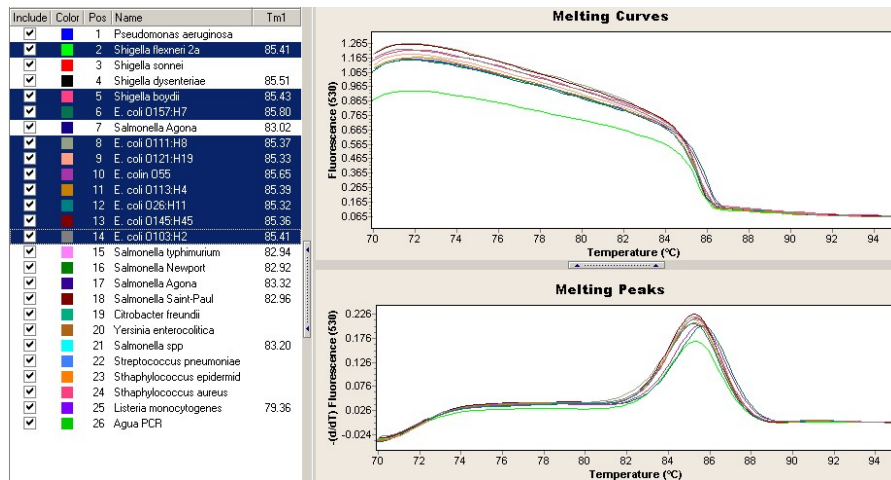 Include Color Pos Name Tm1
1 Pseudomonas aeruginosa
2 Shigella flexneri 2a 85.41
3 Shigella sonnei
4 Shigella dysenteriae 85.51
5 Shigella boydii 85.43
6 E. coli O157:H7 85.80
7 Salmonella Agona 83.02
8 E. coli O111:H8 85.37
9 E. coli O121:H19 85.33
10 E. colin O55 85.65
11 E. coli O113:H4 85.39
12 E. coli O26:H11 85.32
13 E. coli O145:H45 85.36
14 E. coli O103:H2 85.41
15 Salmonella typhimurium 82.94
16 Salmonella Newport 82.92
17 Salmonella Agona 83.32
18 Salmonella Saint-Paul 82.96
19 Citrobacter freundii
20 Yersinia enterocolitica
21 Salmonella spp 83.20
22 Streptococcus pneumoniae
23 Sthaphylococcus epidermid
24 Sthaphylococcus aureus
25 Listeria monocytogenes 79.36
26 Agua PCR
Melting Curves
Fluorescence (530)
1.265
1.165
1.065
0.965
0.865
0.765
0.665
0.565
0.465
0.365
0.265
0.165
0.065
70 72 74 76 78 80 82 84 86 88 90 92 94
Temperature (°C)
Melting Peaks
-(d/dT) Fluorescence (530)
0.226
0.176
0.126
0.076
0.026
-0.024
70 72 74 76 78 80 82 84 86 88 90 92 94
Temperature (°C)